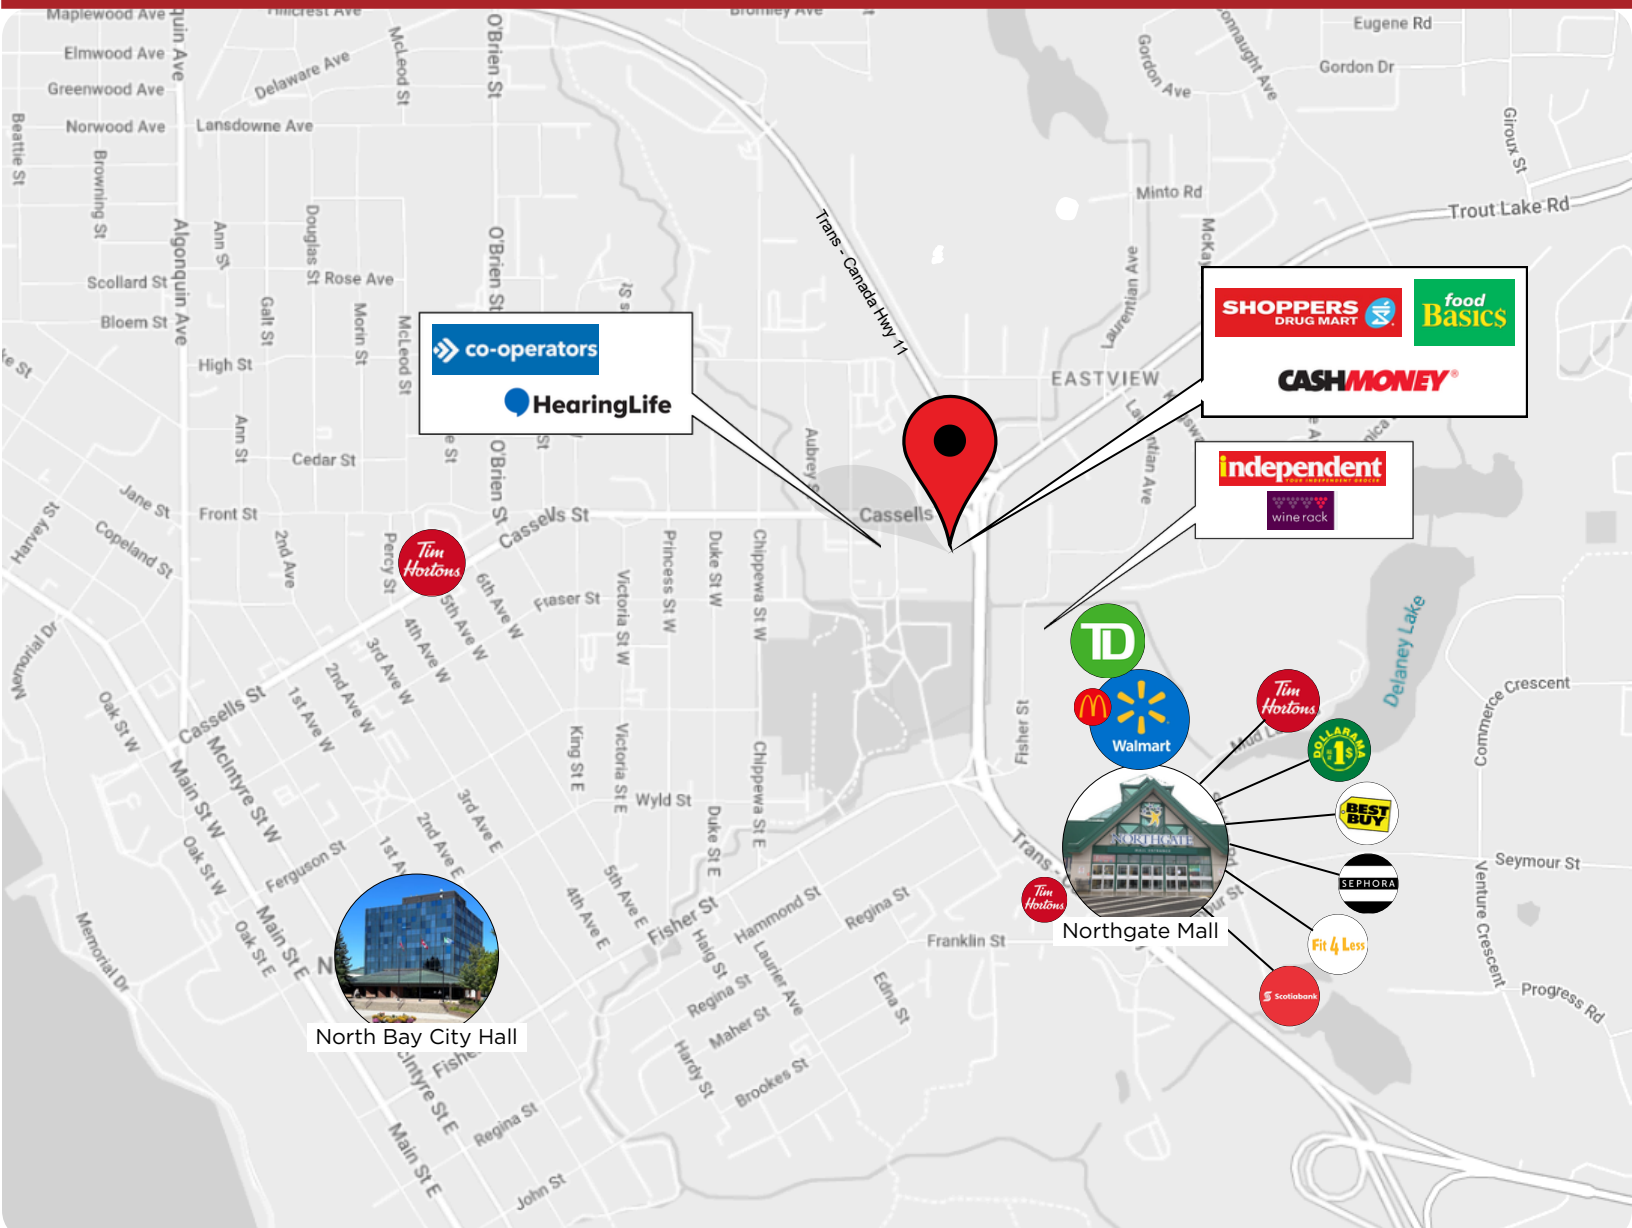 Maplewood Ave
Hillcrest Ave
Bromley Ave
Elmwood Ave
Greenwood Ave
Norwood Ave
Lansdowne Ave
Delaware Ave
McLeod St
O'Brien St
Eugene Rd
Gordon Dr
Gordon Ave
Connaught Ave
Giroux St
Beattie St
Browning St
Algonquin Ave
Ann St
Douglas St
Rose Ave
Scollard St
Bloem St
Galt St
Morin St
McLeod St
O'Brien St
High St
Trans - Canada Hwy 11
Minto Rd
Trout Lake Rd
Laurentian Ave
EASTVIEW
co-operators
HearingLife
SHOPPERS
DRUG MART
food
Basics
CASHMONEY
independent
YOUR INDEPENDENT GROCER
wine rack
Ann St
Cedar St
O'Brien St
Jane St
Front St
Harvey St
Copeland St
2nd Ave
Percy St
Tim
Hortons
Cassells St
Cassells
5th Ave W
6th Ave W
4th Ave W
3rd Ave W
2nd Ave W
1st Ave W
Fraser St
Victoria St W
Princess St W
Duke St W
Chippewa St W
Memorial Dr
Oak St W
Cassells St
McIntyre St W
Main St W
King St E
Victoria St E
Wyld St
Duke St E
Chippewa St E
Fisher St
TD
Walmart
NORTHGATE
Northgate Mall
Tim
Hortons
Tim
Hortons
DOLLARAMA
1$
BEST
BUY
SEPHORA
Fit 4 Less
Scotiabank
Delaney Lake
Commerce Crescent
Seymour St
Venture Crescent
Progress Rd
Oak St W
Ferguson St
3rd Ave E
2nd Ave E
4th Ave E
5th Ave E
Fisher St
Haig St
Hammond St
Regina St
Laurier Ave
Franklin St
Edna St
Regina St
Maher St
Hardy St
Brookes St
Memorial Dr
Oak St E
Main St E
North Bay City Hall
Regina St
Main St E
John St